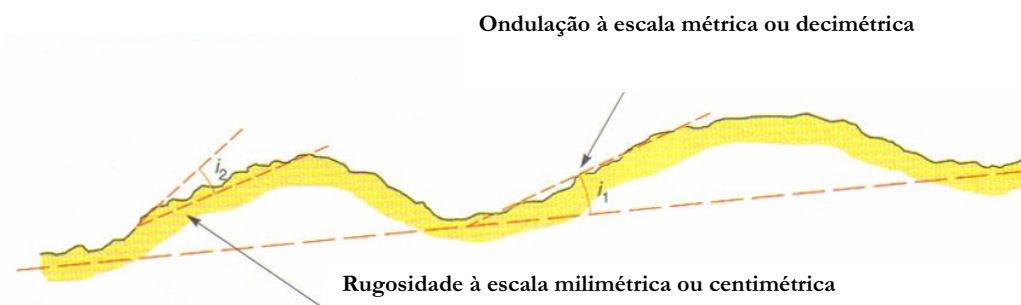 Ondulação à escala métrica ou decimétrica
i2
i1
Rugosidade à escala milimétrica ou centimétrica